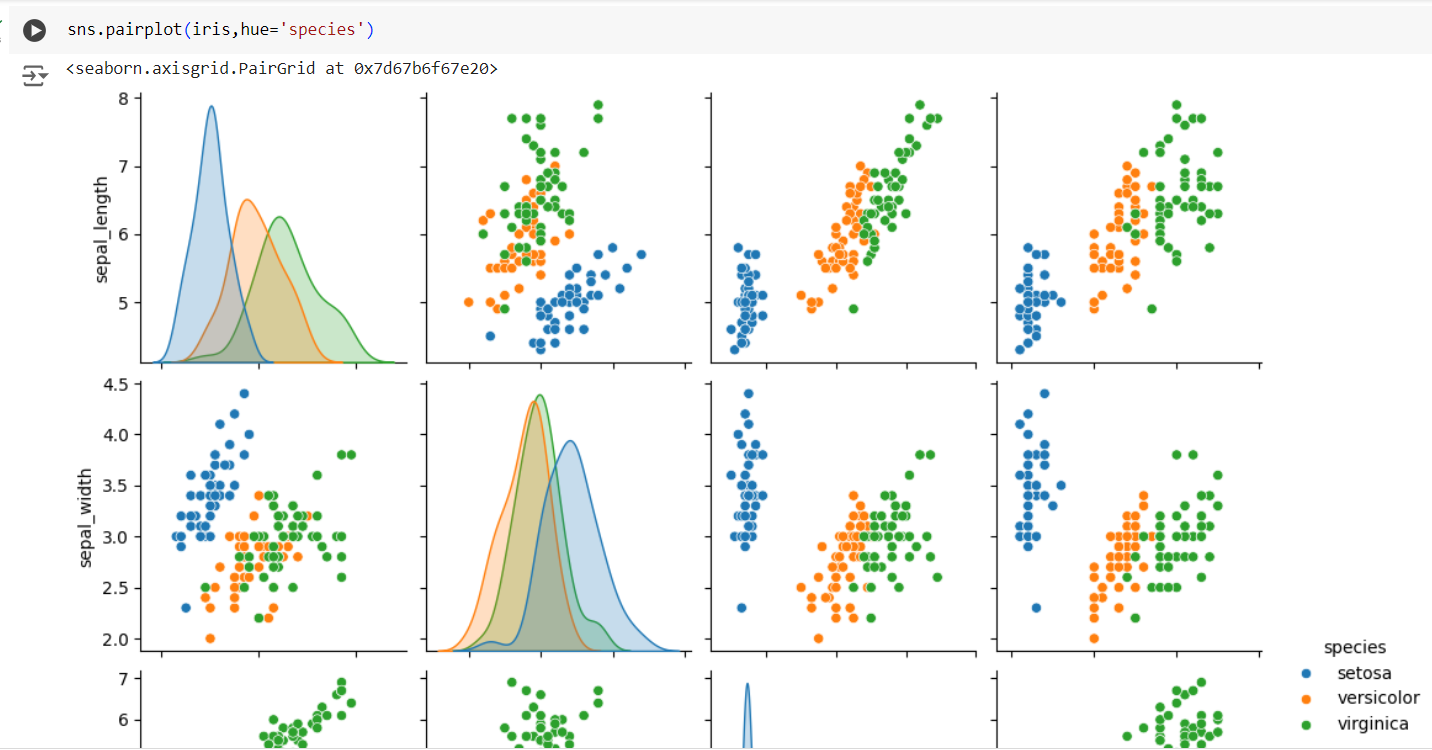 sns.pairplot(iris,hue='species')
<seaborn.axisgrid.PairGrid at 0x7d67b6f67e20>
8
7
6
5
sepal_length
4.5
4.0
3.5
3.0
2.5
2.0
sepal_width
7
6
species
setosa
versicolor
virginica